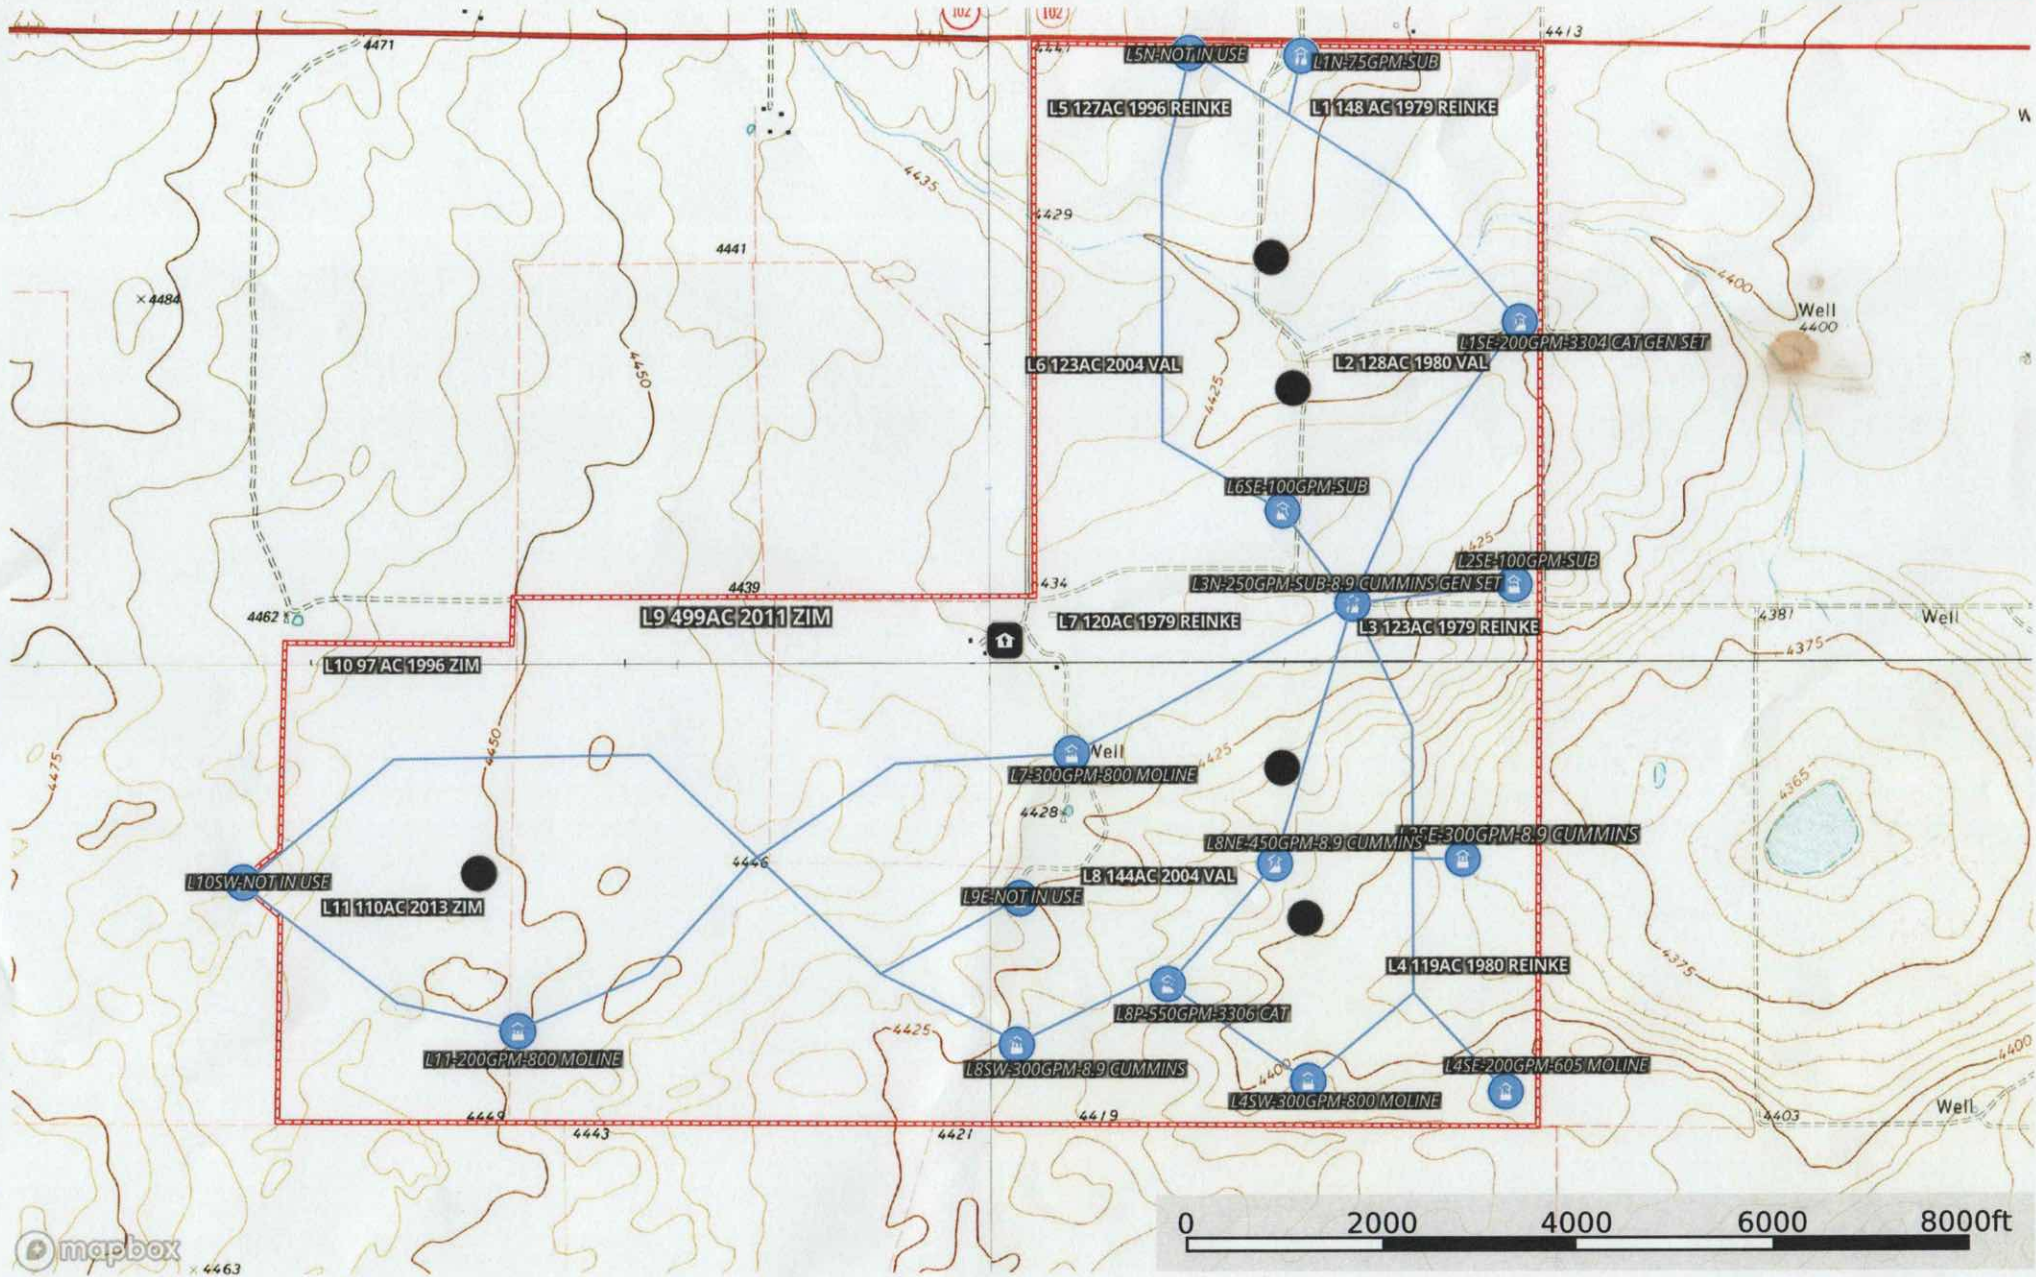 102
102
4471
4441
4413
L5N-NOT IN USE
L1N-75GPM-SUB
L5 127AC 1996 REINKE
L1 148 AC 1979 REINKE
W
4435
4429
4441
4484
4400
Well
4400
L1SE-200GPM-3304 CAT GEN SET
4450
L6 123AC 2004 VAL
L2 128AC 1980 VAL
4425
L6SE-100GPM-SUB
4425
L2SE-100GPM-SUB
4439
434
L3N-250GPM-SUB-8.9 CUMMINS GEN SET
4462
L9 499AC 2011 ZIM
L7 120AC 1979 REINKE
L3 123AC 1979 REINKE
4381
Well
4375
L10 97 AC 1996 ZIM
4475
4450
Well
4425
L7-300GPM-800 MOLINE
4365
4428
L8NE-450GPM-8.9 CUMMINS
SE-300GPM-8.9 CUMMINS
4446
L10SW-NOT IN USE
L8 144AC 2004 VAL
L9E-NOT IN USE
L11 110AC 2013 ZIM
L4 119AC 1980 REINKE
4375
L8P-550GPM-3306 CAT
4425
L11-200GPM-800 MOLINE
L8SW-300GPM-8.9 CUMMINS
4400
L4SE-200GPM-605 MOLINE
4400
L4SW-300GPM-800 MOLINE
Well
4449
4419
4403
4443
4421
0 2000 4000 6000 8000ft
mapbox
4463